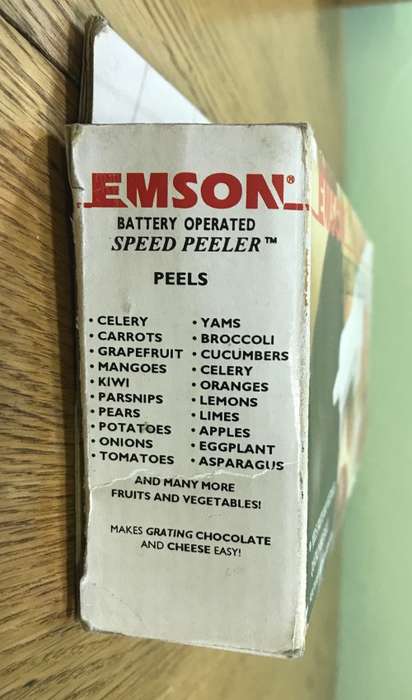 EMSON®
BATTERY OPERATED
SPEED PEELER™
PEELS
• CELERY
• CARROTS
• GRAPEFRUIT
• MANGOES
• KIWI
• PARSNIPS
• PEARS
• POTATOES
• ONIONS
• TOMATOES
• YAMS
• BROCCOLI
• CUCUMBERS
• CELERY
• ORANGES
• LEMONS
• LIMES
• APPLES
• EGGPLANT
• ASPARAGUS
AND MANY MORE
FRUITS AND VEGETABLES!
MAKES GRATING CHOCOLATE
AND CHEESE EASY!
EMSON